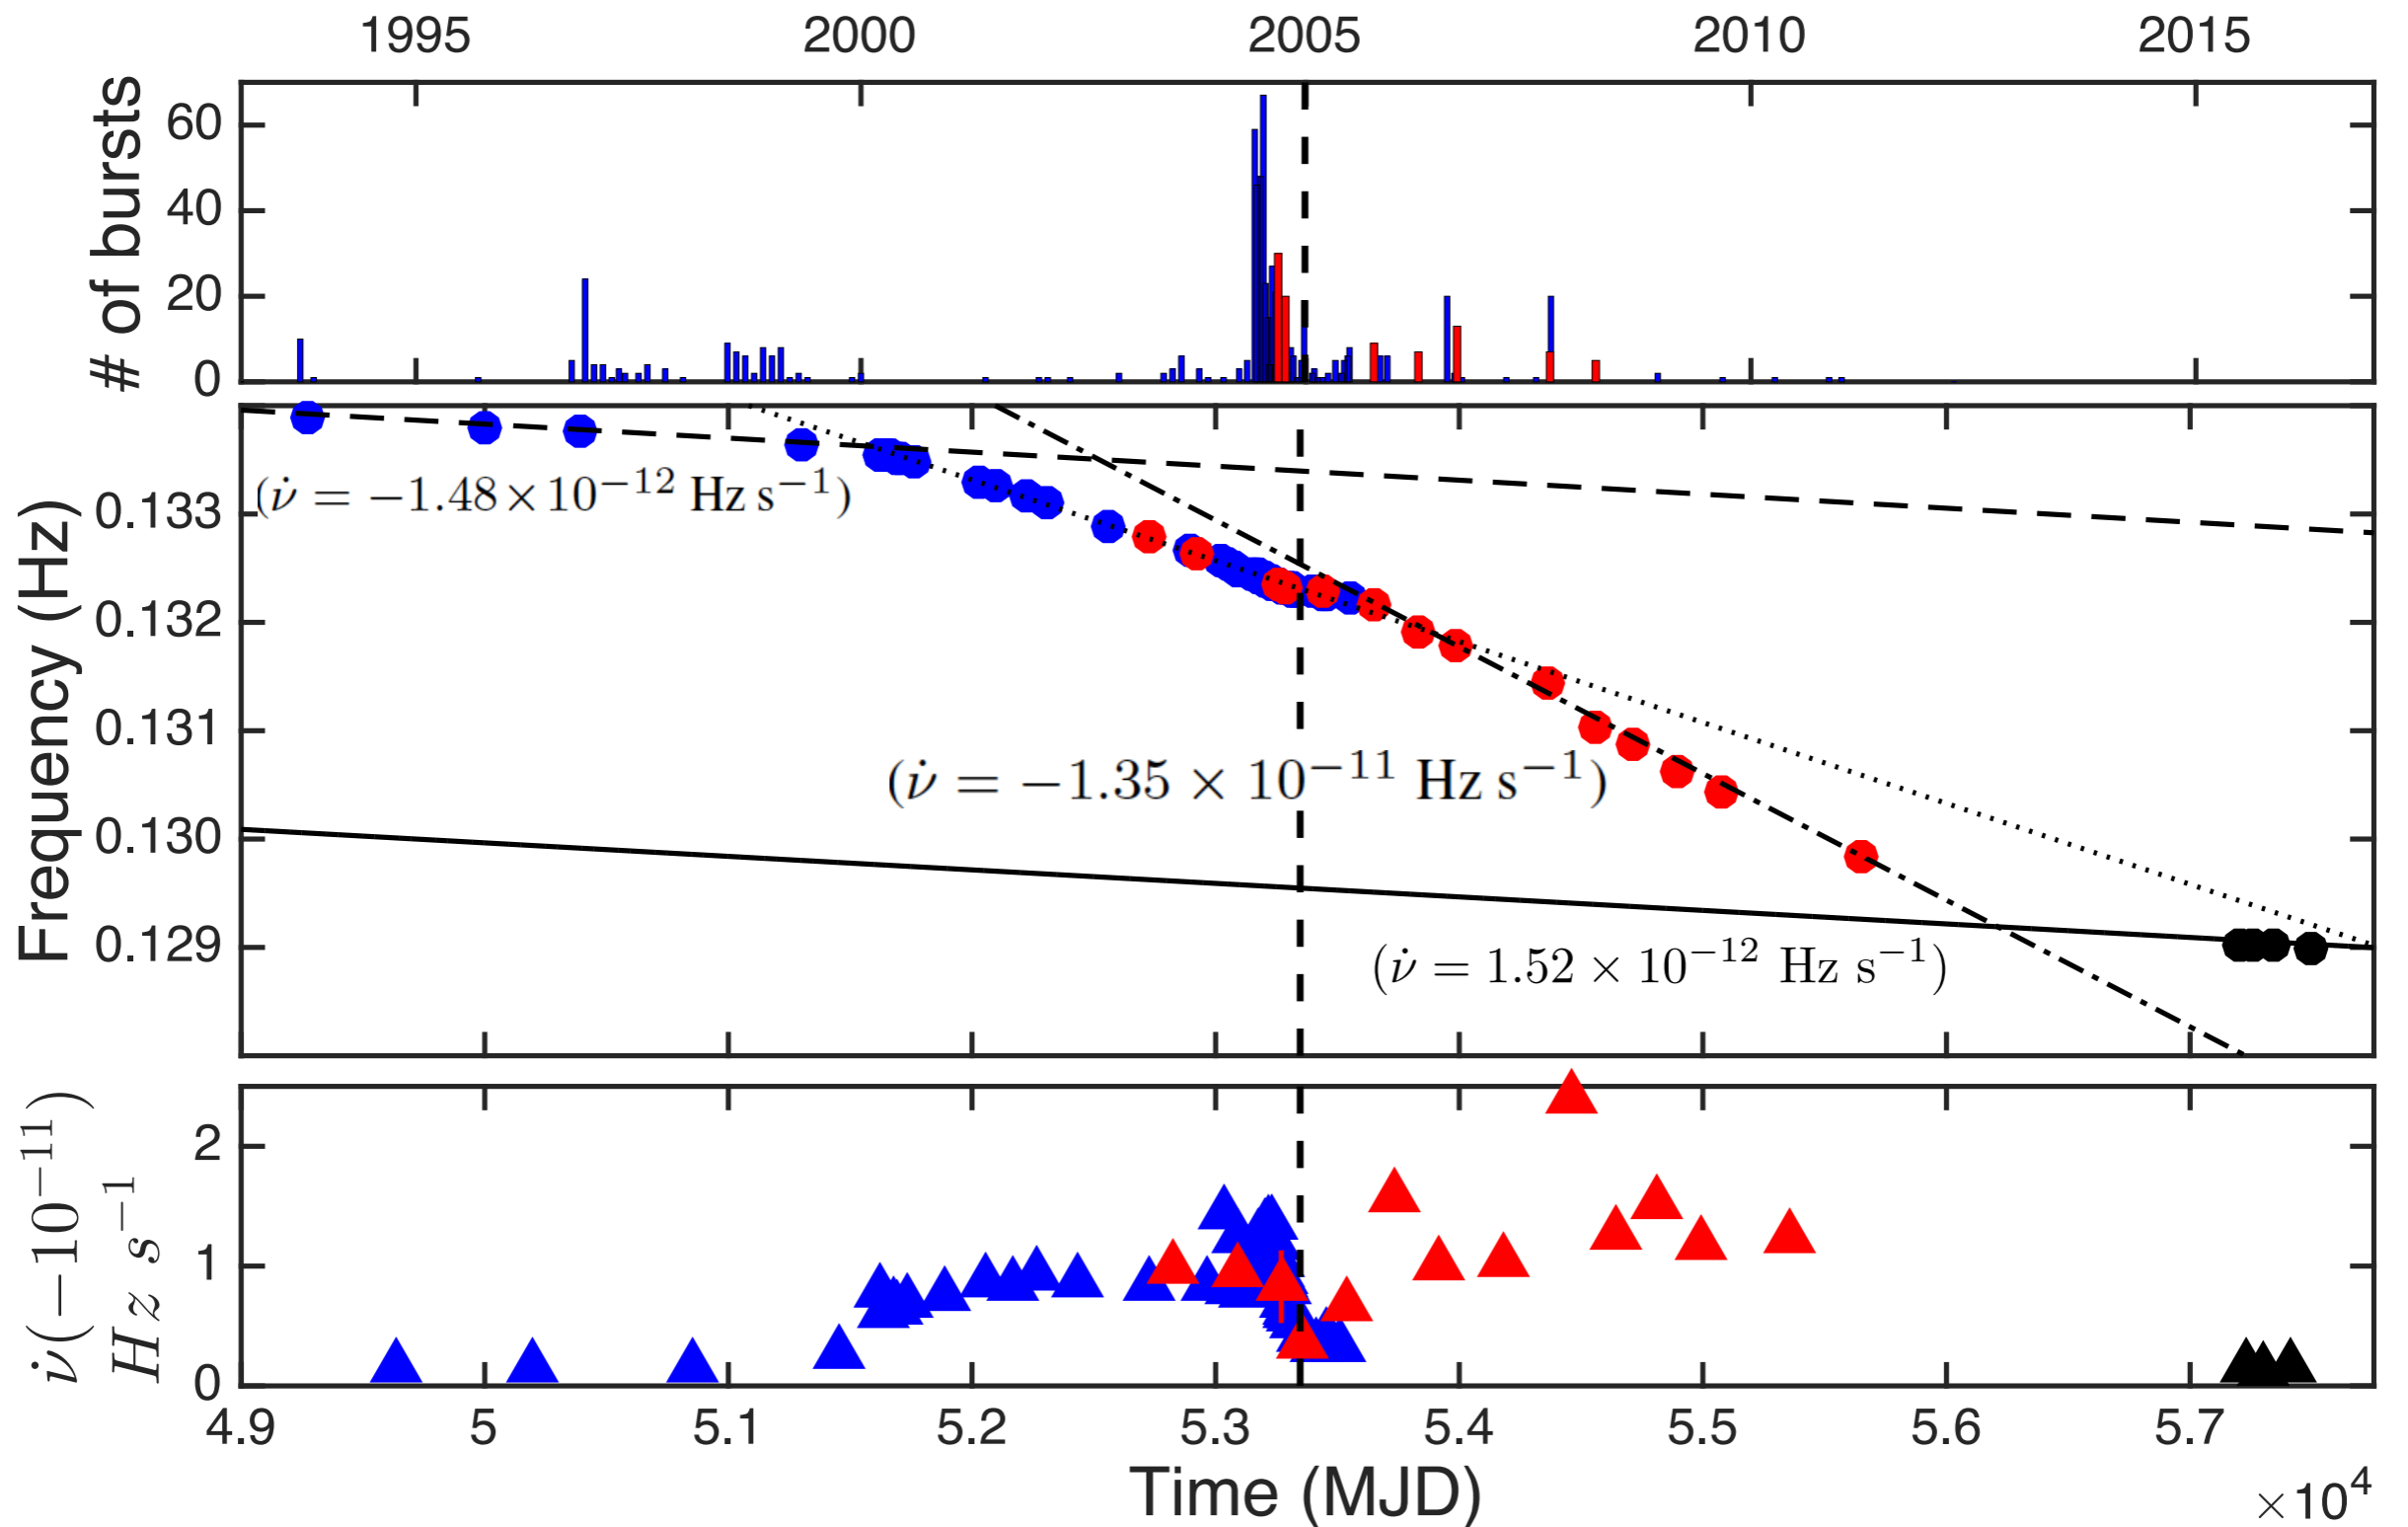 1995 2000 2005 2010 2015
# of bursts
60
40
20
0
Frequency (Hz)
(ν̇ = −1.48×10⁻¹² Hz s⁻¹)
0.133
0.132
0.131
(ν̇ = −1.35 × 10⁻¹¹ Hz s⁻¹)
0.130
0.129
(ν̇ = 1.52 × 10⁻¹² Hz s⁻¹)
ν̇(−10⁻¹¹)
Hz s⁻¹
2
1
0
4.9 5 5.1 5.2 5.3 5.4 5.5 5.6 5.7
Time (MJD)
×10⁴